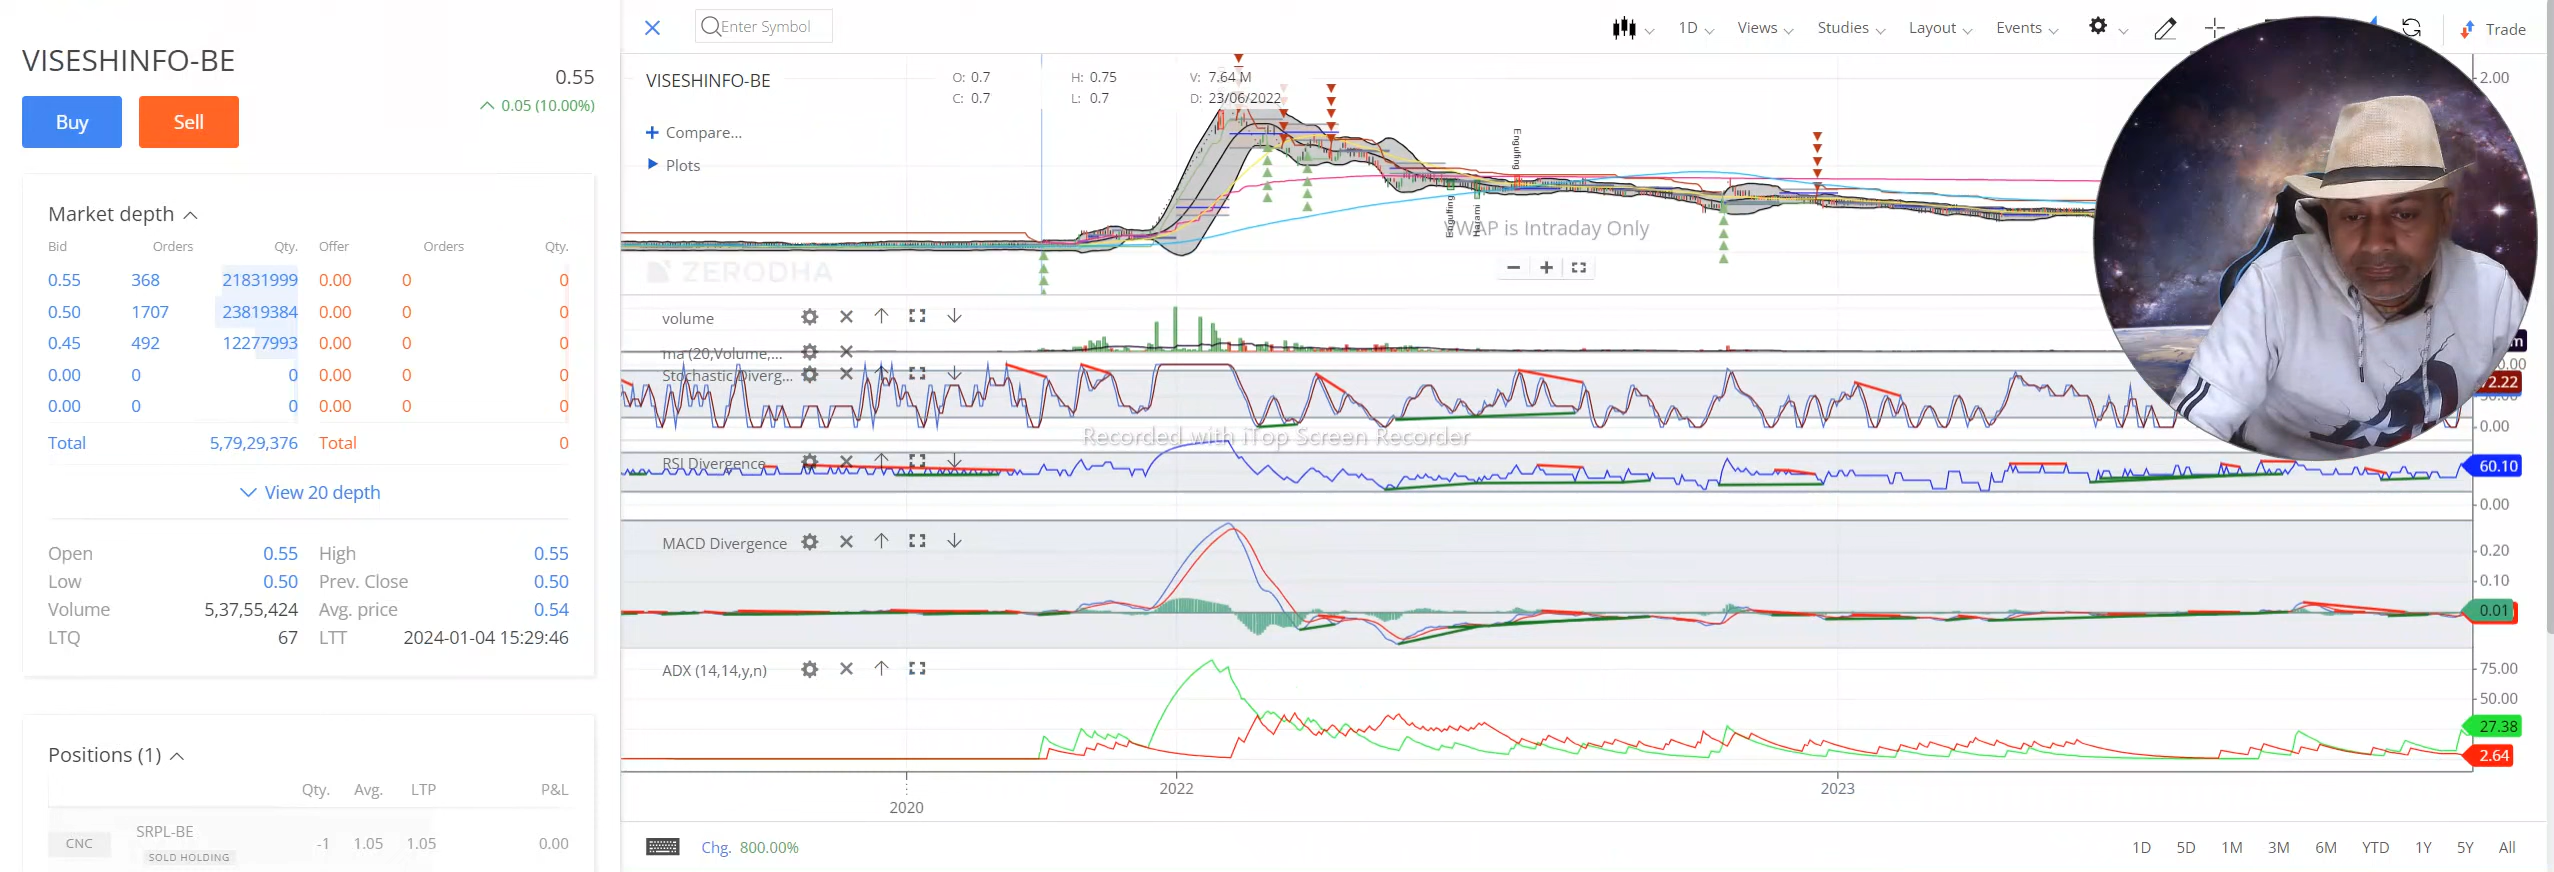 VISESHINFO-BE
0.55
0.05 (10.00%)
Buy Sell
Market depth
Bid Orders Qty. Offer Orders Qty.
0.55 368 21831999 0.00 0 0
0.50 1707 23819384 0.00 0 0
0.45 492 12277993 0.00 0 0
0.00 0 0 0.00 0 0
0.00 0 0 0.00 0 0
Total 5,79,29,376 Total 0
View 20 depth
Open 0.55 High 0.55
Low 0.50 Prev. Close 0.50
Volume 5,37,55,424 Avg. price 0.54
LTQ 67 LTT 2024-01-04 15:29:46
Positions (1)
Qty. Avg. LTP P&L
CNC SRPL-BE -1 1.05 1.05 0.00
SOLD HOLDING
Enter Symbol 1D Views Studies Layout Events Trade
VISESHINFO-BE
O: 0.7 H: 0.75 V: 7.64 M
C: 0.7 L: 0.7 D: 23/06/2022
Compare...
Plots
2.00
Engulfing
Engulfing
Harami
VWAP is Intraday Only
ZERODHA
volume
ma (20,Volume,...
Stochastic Diverg...
72.22
0.00
Recorded with iTop Screen Recorder
RSI Divergence
60.10
0.00
MACD Divergence
0.20
0.10
0.01
ADX (14,14,y,n)
75.00
50.00
27.38
2.64
2020 2022 2023
Chg. 800.00%
1D 5D 1M 3M 6M YTD 1Y 5Y All